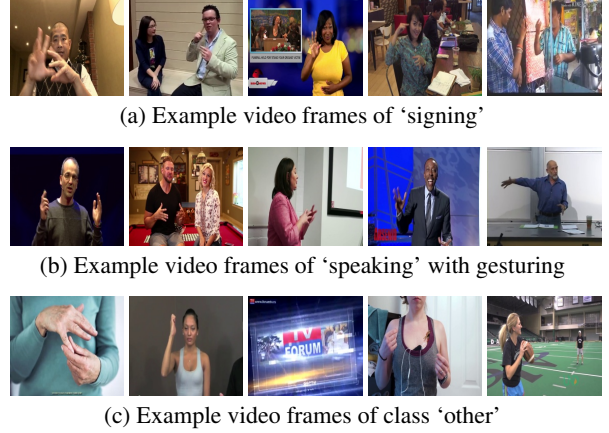 (a) Example video frames of ‘signing’
(b) Example video frames of ‘speaking’ with gesturing
TV
FORUM
(c) Example video frames of class ‘other’